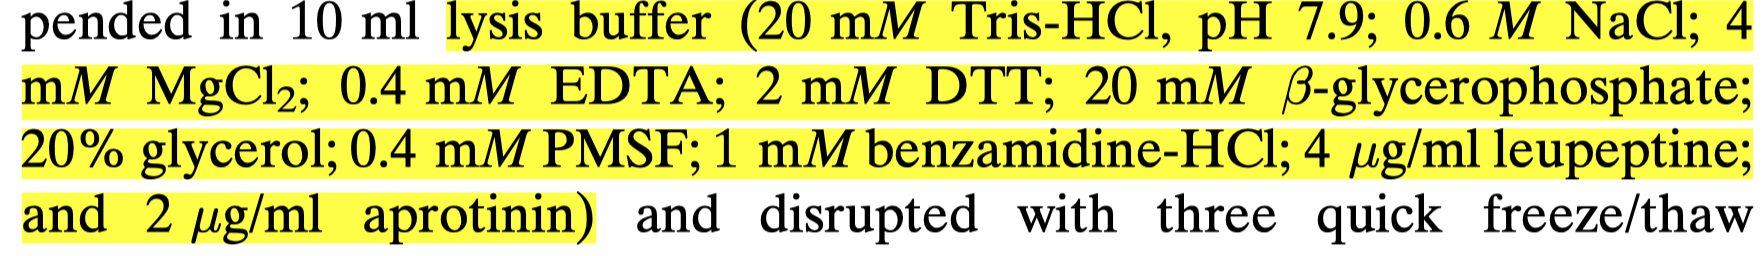 pended in 10 ml lysis buffer (20 mM Tris-HCl, pH 7.9; 0.6 M NaCl; 4
mM MgCl₂; 0.4 mM EDTA; 2 mM DTT; 20 mM β-glycerophosphate;
20% glycerol; 0.4 mM PMSF; 1 mM benzamidine-HCl; 4 μg/ml leupeptine;
and 2 μg/ml aprotinin) and disrupted with three quick freeze/thaw